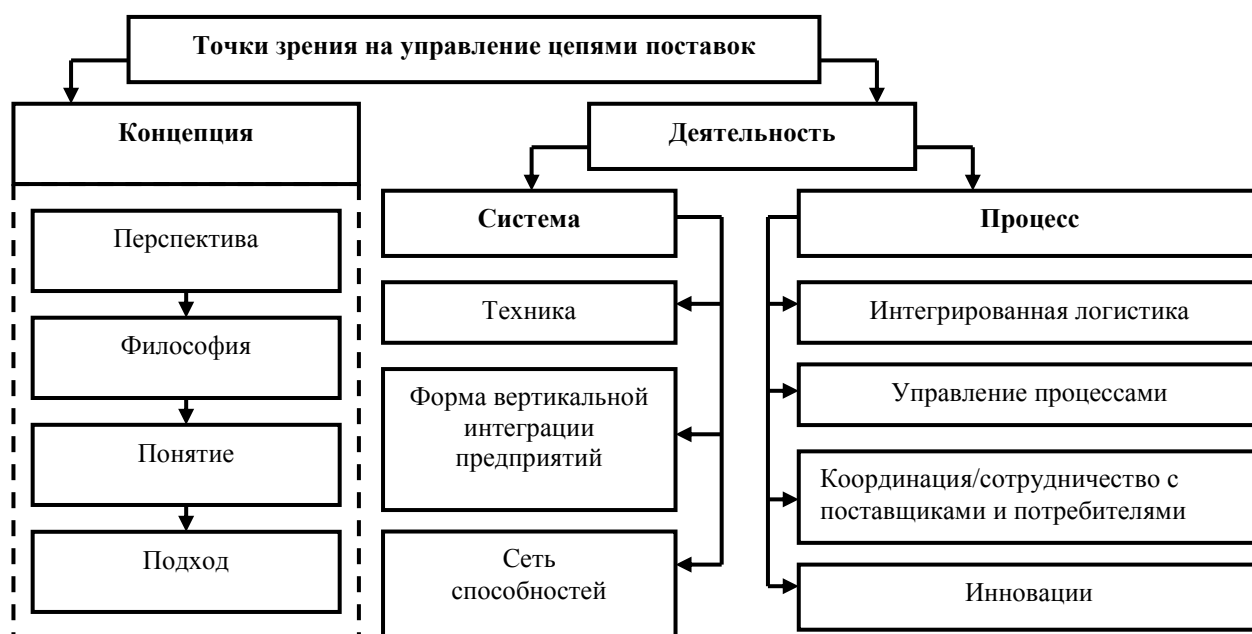 Точки зрения на управление цепями поставок
Концепция
Деятельность
Перспектива
Философия
Понятие
Подход
Система
Техника
Форма вертикальной
интеграции
предприятий
Сеть
способностей
Процесс
Интегрированная логистика
Управление процессами
Координация/сотрудничество с
поставщиками и потребителями
Инновации